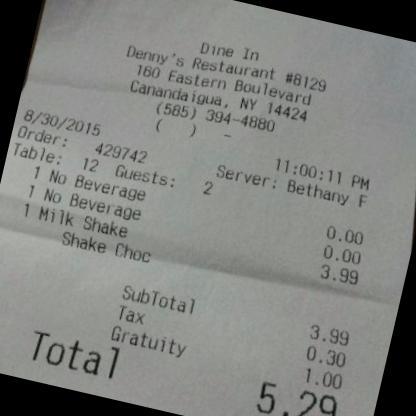 Dine In
Denny's Restaurant #8129
160 Eastern Boulevard
Canandaigua, NY 14424
(585) 394-4880
( ) -
8/30/2015 11:00:11 PM
Order: 429742 Server: Bethany F
Table: 12 Guests: 2
1 No Beverage 0.00
1 No Beverage 0.00
1 Milk Shake 3.99
Shake Choc
SubTotal 3.99
Tax 0.30
Gratuity 1.00
Total 5.29